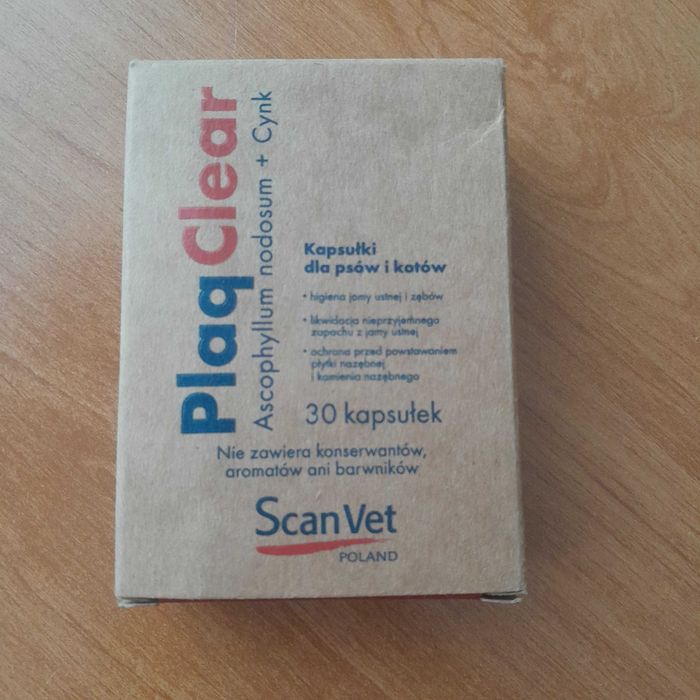 PlaqClear
Ascophyllum nodosum + Cynk
Kapsułki
dla psów i kotów
• higiena jamy ustnej i zębów
• likwidacja nieprzyjemnego
zapachu z jamy ustnej
• ochrona przed powstawaniem
płytki nazębnej
i kamienia nazębnego
30 kapsułek
Nie zawiera konserwantów,
aromatów ani barwników
ScanVet
POLAND